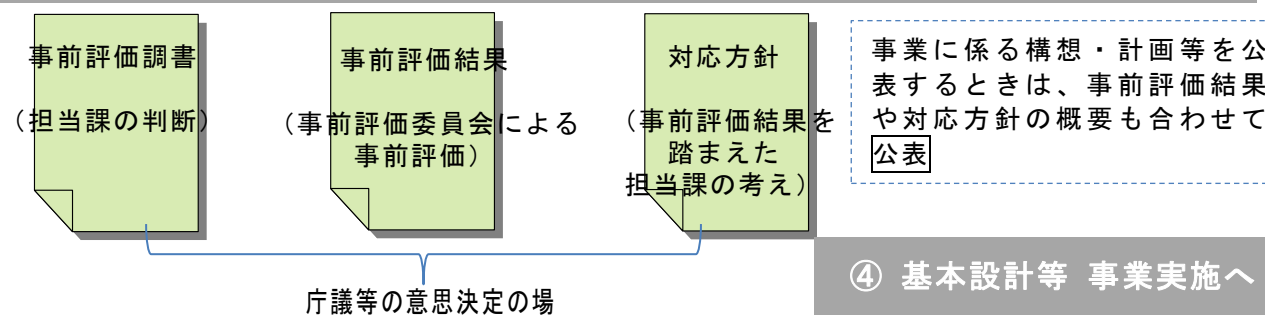 事前評価調書
(担当課の判断)
事前評価結果
(事前評価委員会による
事前評価)
対応方針
(事前評価結果を
踏まえた
担当課の考え)
事業に係る構想・計画等を公
表するときは、事前評価結果
や対応方針の概要も合わせて
公表
庁議等の意思決定の場
④ 基本設計等 事業実施へ